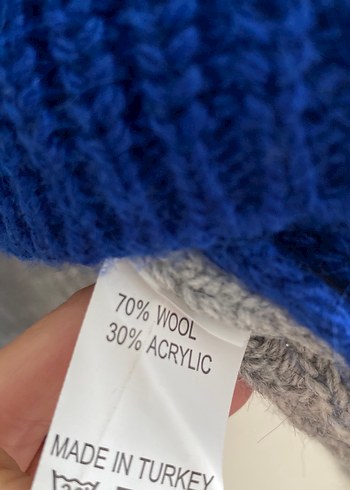 70% WOOL
30% ACRYLIC
MADE IN TURKEY